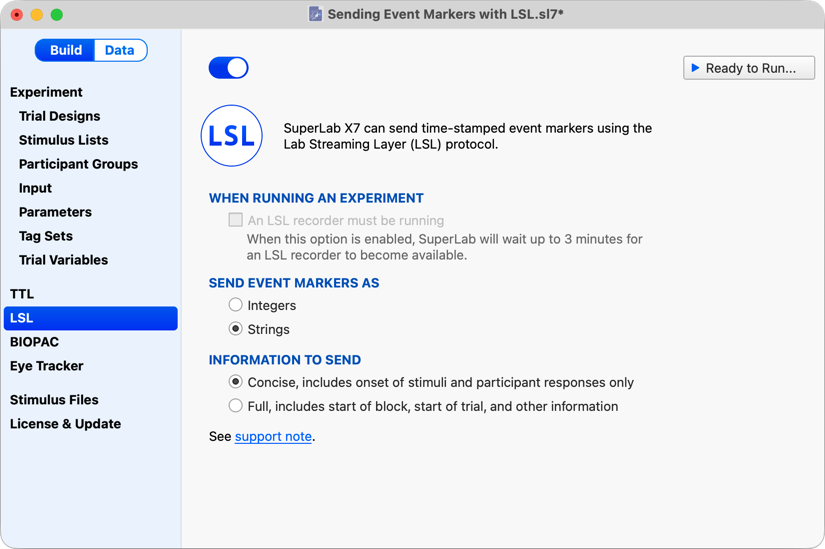 Sending Event Markers with LSL.sl7*
Build Data
Ready to Run...
Experiment
Trial Designs
Stimulus Lists
Participant Groups
Input
Parameters
Tag Sets
Trial Variables
TTL
LSL
BIOPAC
Eye Tracker
Stimulus Files
License & Update
LSL
SuperLab X7 can send time-stamped event markers using the
Lab Streaming Layer (LSL) protocol.
WHEN RUNNING AN EXPERIMENT
An LSL recorder must be running
When this option is enabled, SuperLab will wait up to 3 minutes for
an LSL recorder to become available.
SEND EVENT MARKERS AS
Integers
Strings
INFORMATION TO SEND
Concise, includes onset of stimuli and participant responses only
Full, includes start of block, start of trial, and other information
See support note.